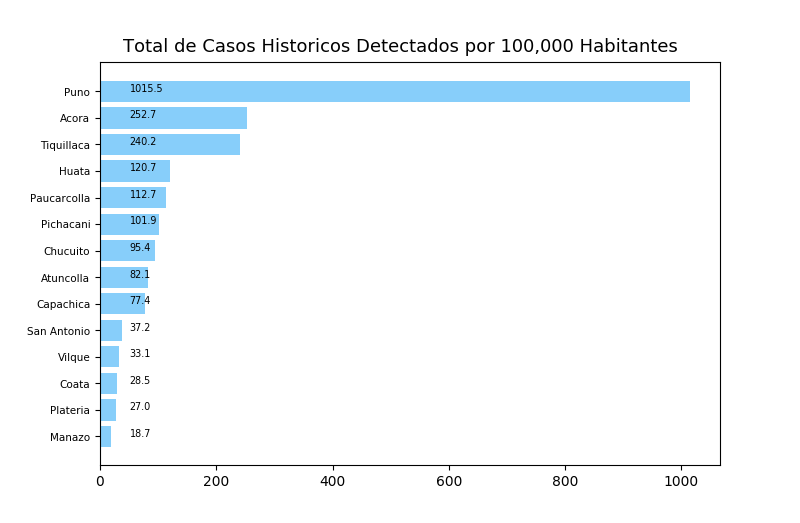 Total de Casos Historicos Detectados por 100,000 Habitantes
Puno 1015.5
Acora 252.7
Tiquillaca 240.2
Huata 120.7
Paucarcolla 112.7
Pichacani 101.9
Chucuito 95.4
Atuncolla 82.1
Capachica 77.4
San Antonio 37.2
Vilque 33.1
Coata 28.5
Plateria 27.0
Manazo 18.7
0 200 400 600 800 1000